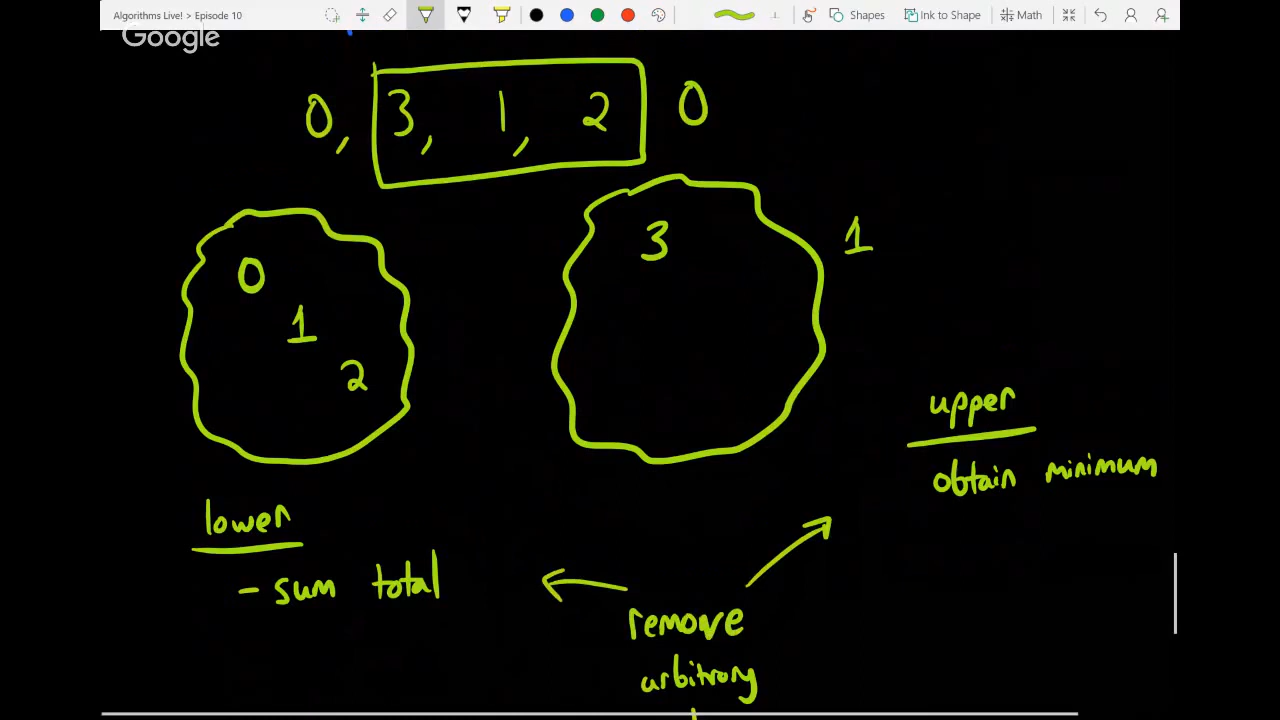 Algorithms Live! > Episode 10
Shapes
Ink to Shape
Math
Google
0, 3, 1, 2 0
0
1
2
3
1
upper
obtain minimum
lower
- sum total
remove
arbitrary